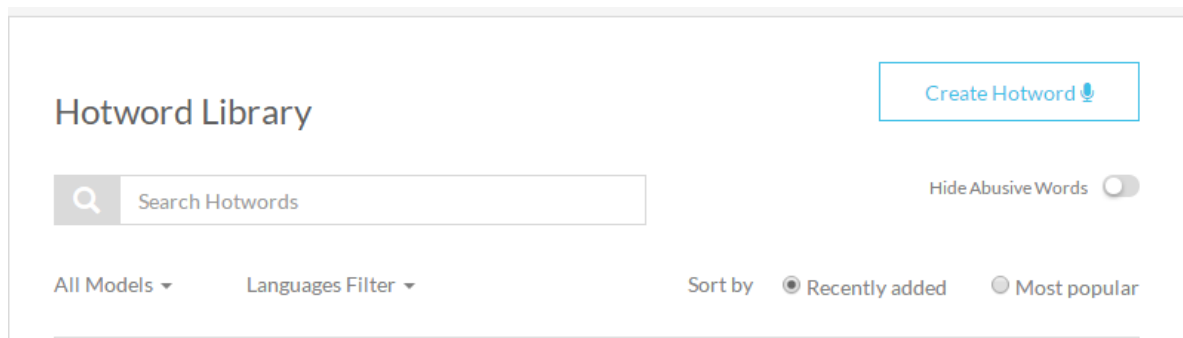 Hotword Library
Create Hotword
Search Hotwords
Hide Abusive Words
All Models
Languages Filter
Sort by
Recently added
Most popular